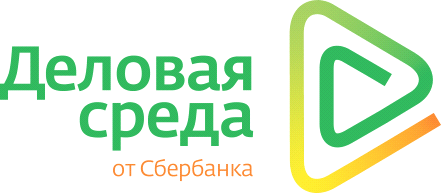 Деловая
среда
от Сбербанка